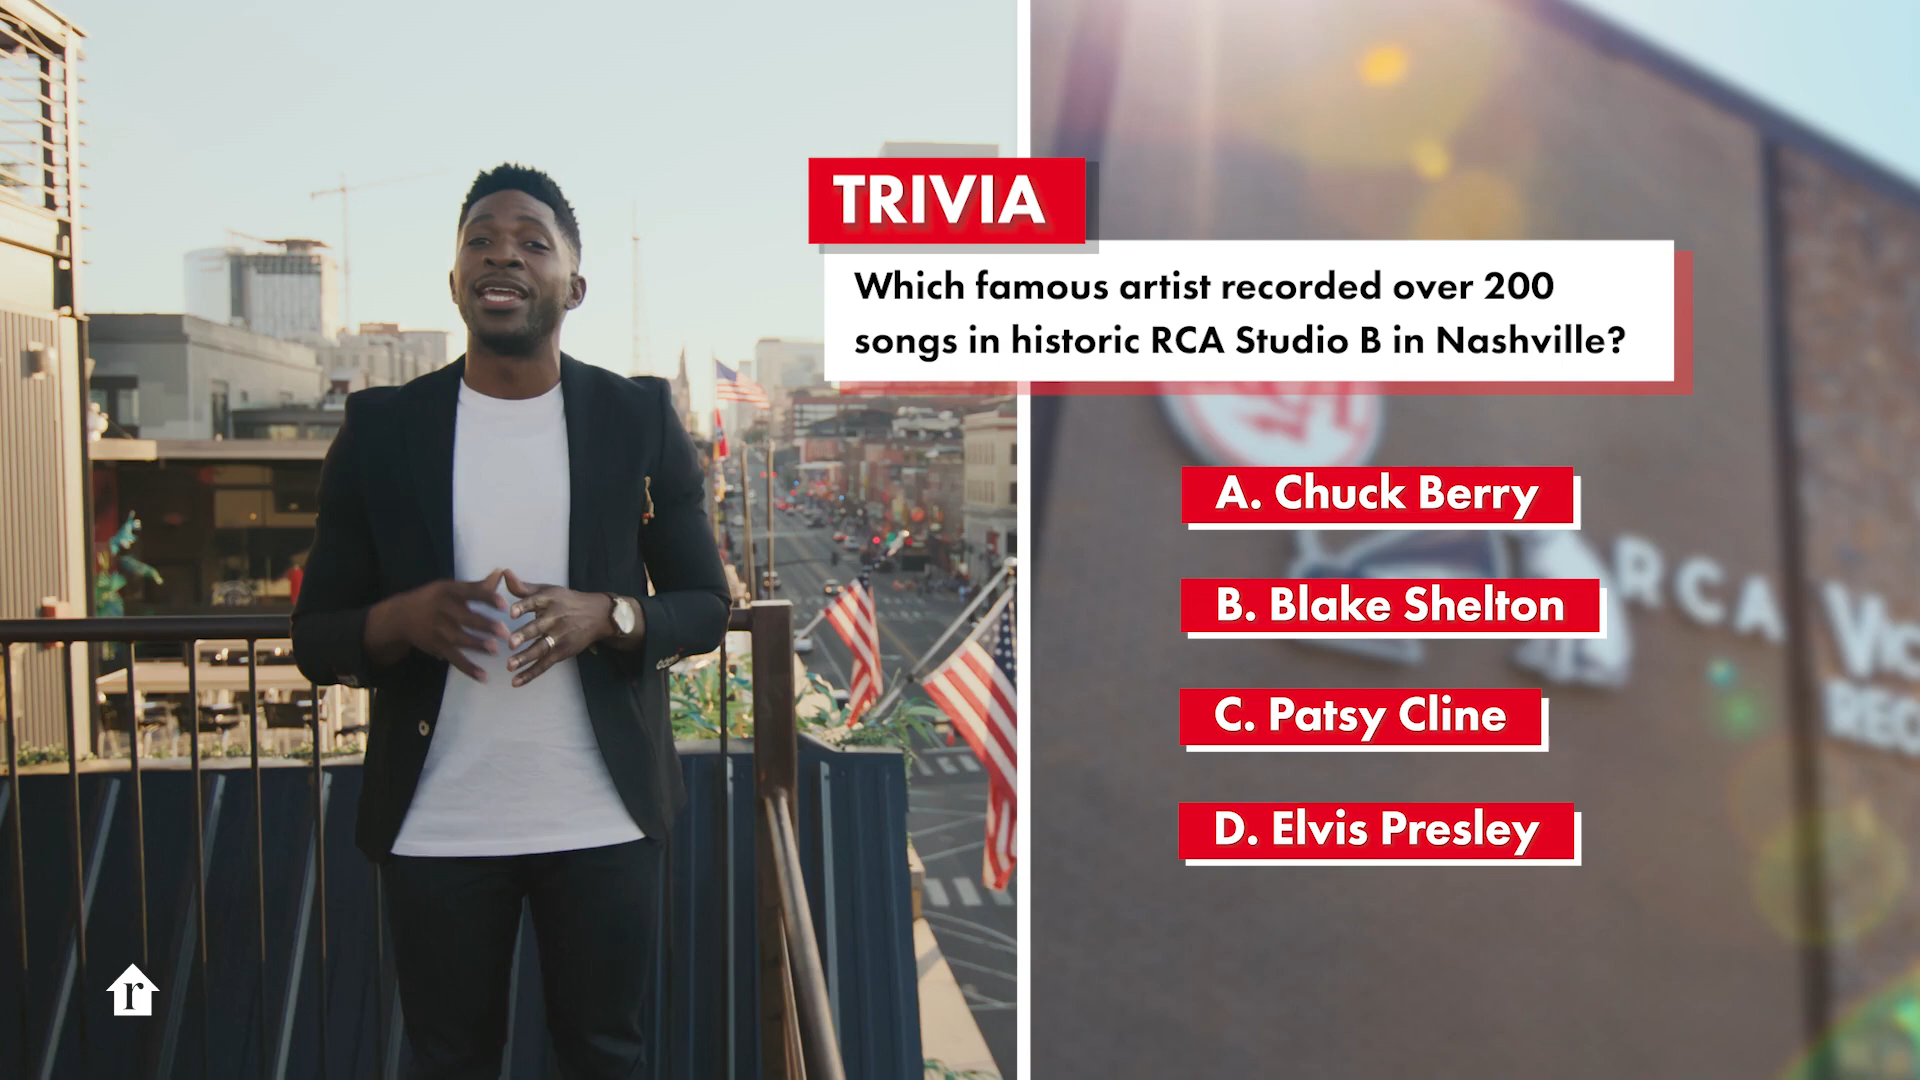 TRIVIA
Which famous artist recorded over 200
songs in historic RCA Studio B in Nashville?
A. Chuck Berry
B. Blake Shelton
C. Patsy Cline
D. Elvis Presley
RCA
r